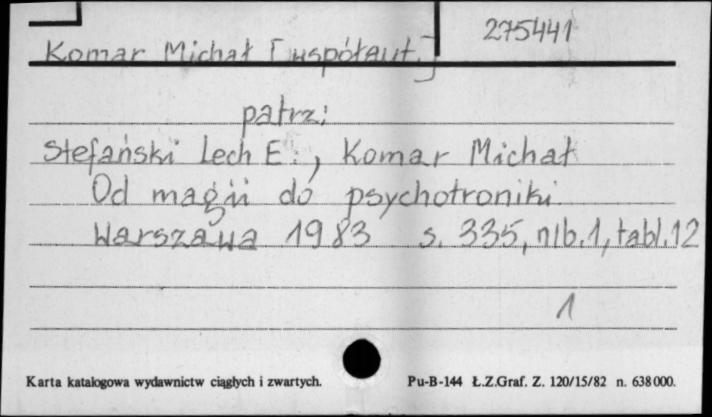 275441
Komar Michał [współaut.]
patrz:
Stefański Lech E., Komar Michał
Od magii do psychotroniki
Warszawa 1983 s. 335, nlb.1, tabl.12
1
Karta katalogowa wydawnictw ciągłych i zwartych. Pu-B-144 Ł.Z.Graf. Z. 120/15/82 n. 638000.